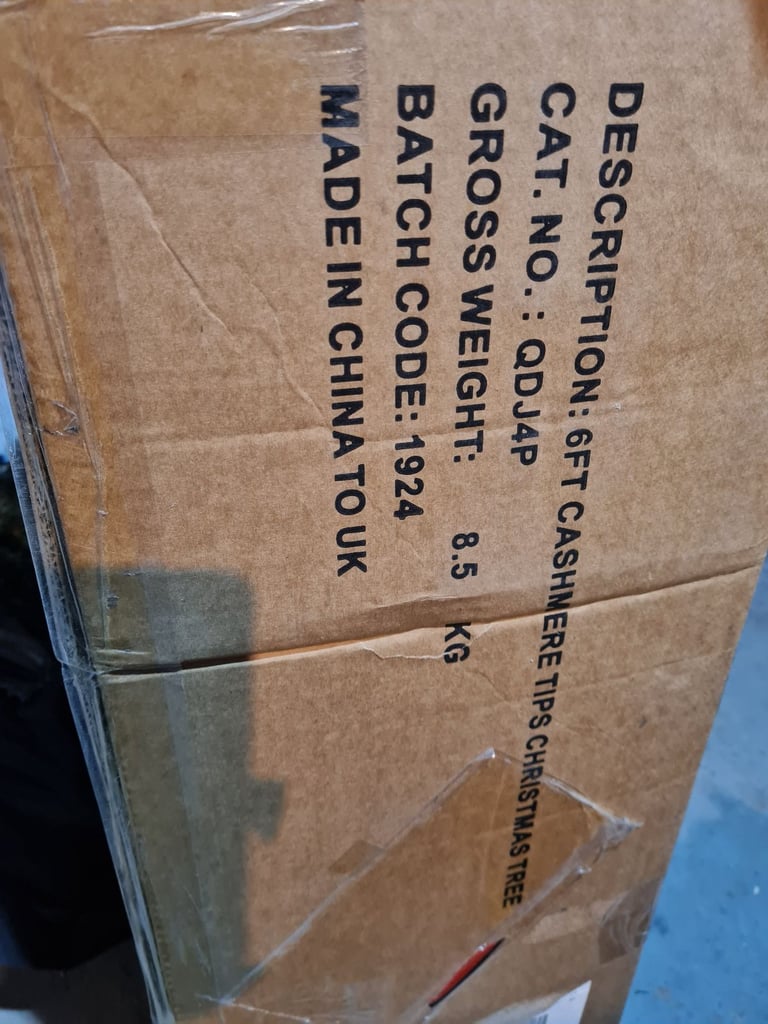 DESCRIPTION: 6FT CASHMERE TIPS CHRISTMAS TREE
CAT. NO. : QDJ4P
GROSS WEIGHT: 8.5 KG
BATCH CODE: 1924
MADE IN CHINA TO UK